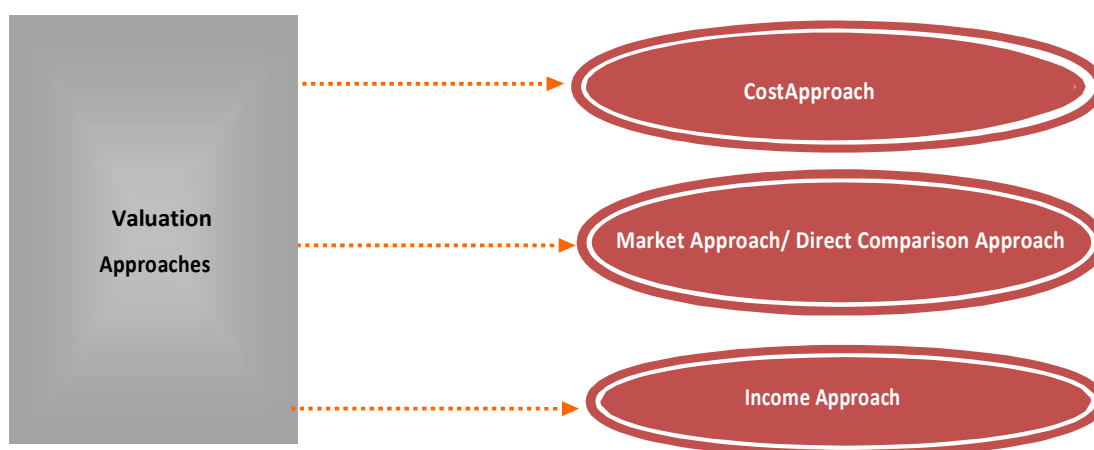 Valuation
Approaches
CostApproach
Market Approach/ Direct Comparison Approach
Income Approach